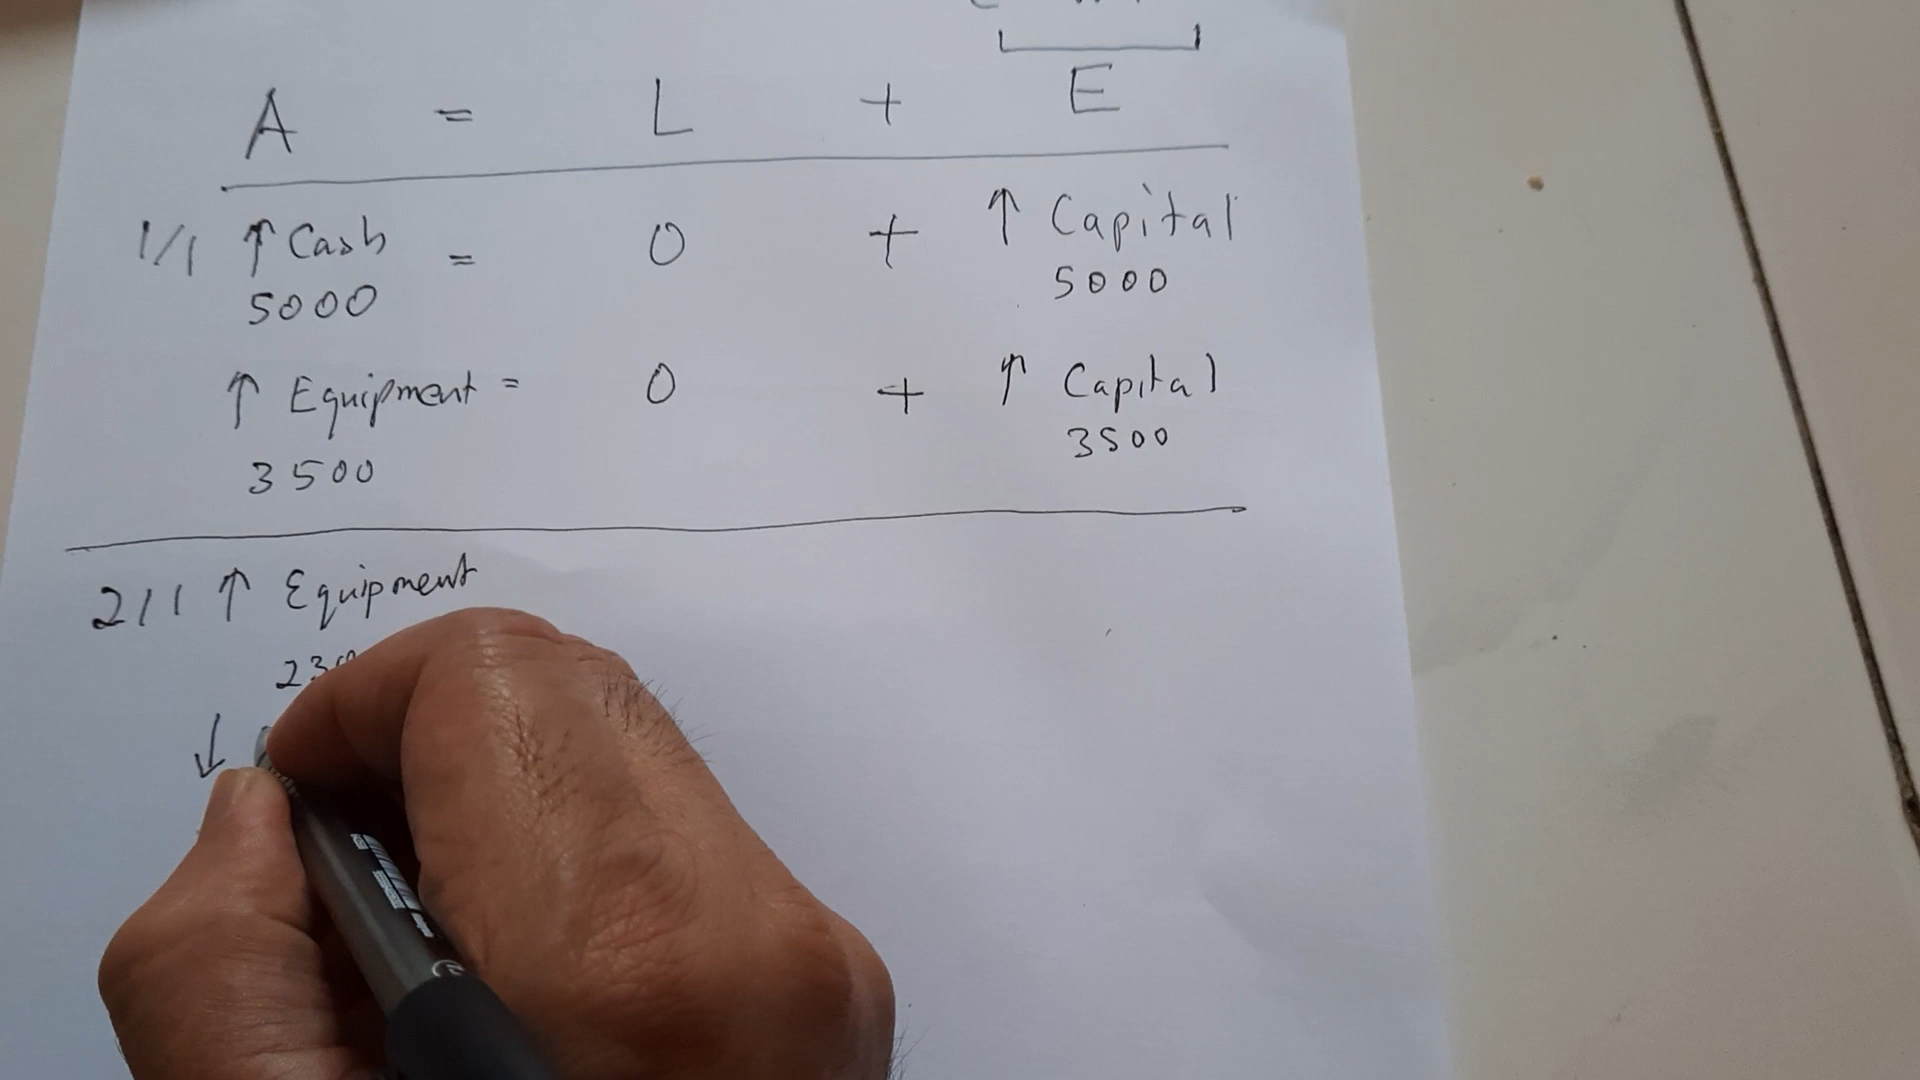 A = L + E
1/1 ↑ Cash = 0 + ↑ Capital
5000 5000
↑ Equipment = 0 + ↑ Capital
3500 3500
2/1 ↑ Equipment
↓